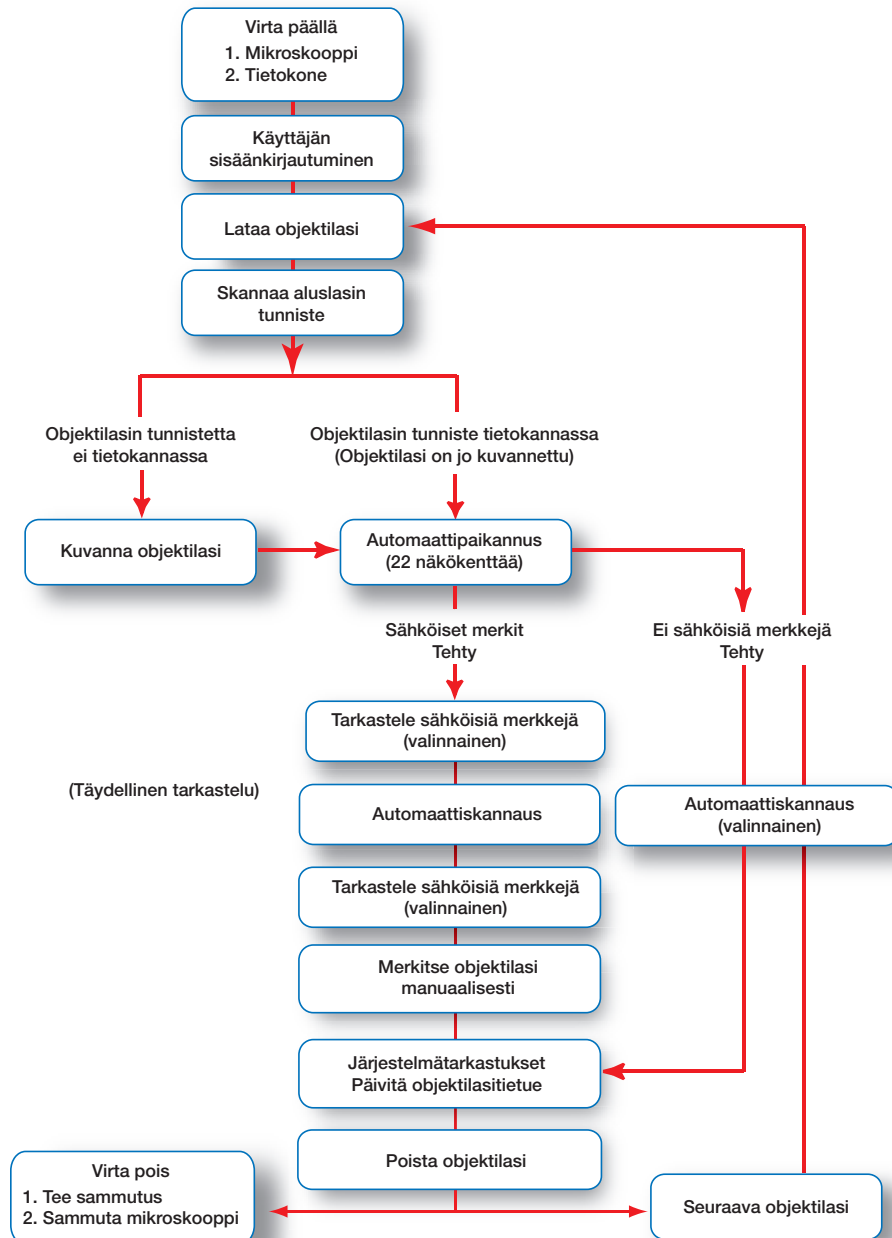 Virta päällä
1. Mikroskooppi
2. Tietokone
Käyttäjän
sisäänkirjautuminen
Lataa objektilasi
Skannaa aluslasin
tunniste
Objektilasin tunnistetta
ei tietokannassa
Objektilasin tunniste tietokannassa
(Objektilasi on jo kuvannettu)
Kuvanna objektilasi
Automaattipaikannus
(22 näkökenttää)
Sähköiset merkit
Tehty
Ei sähköisiä merkkejä
Tehty
Tarkastele sähköisiä merkkejä
(valinnainen)
(Täydellinen tarkastelu)
Automaattiskannaus
Automaattiskannaus
(valinnainen)
Tarkastele sähköisiä merkkejä
(valinnainen)
Merkitse objektilasi
manuaalisesti
Järjestelmätarkastukset
Päivitä objektilasitietue
Poista objektilasi
Virta pois
1. Tee sammutus
2. Sammuta mikroskooppi
Seuraava objektilasi